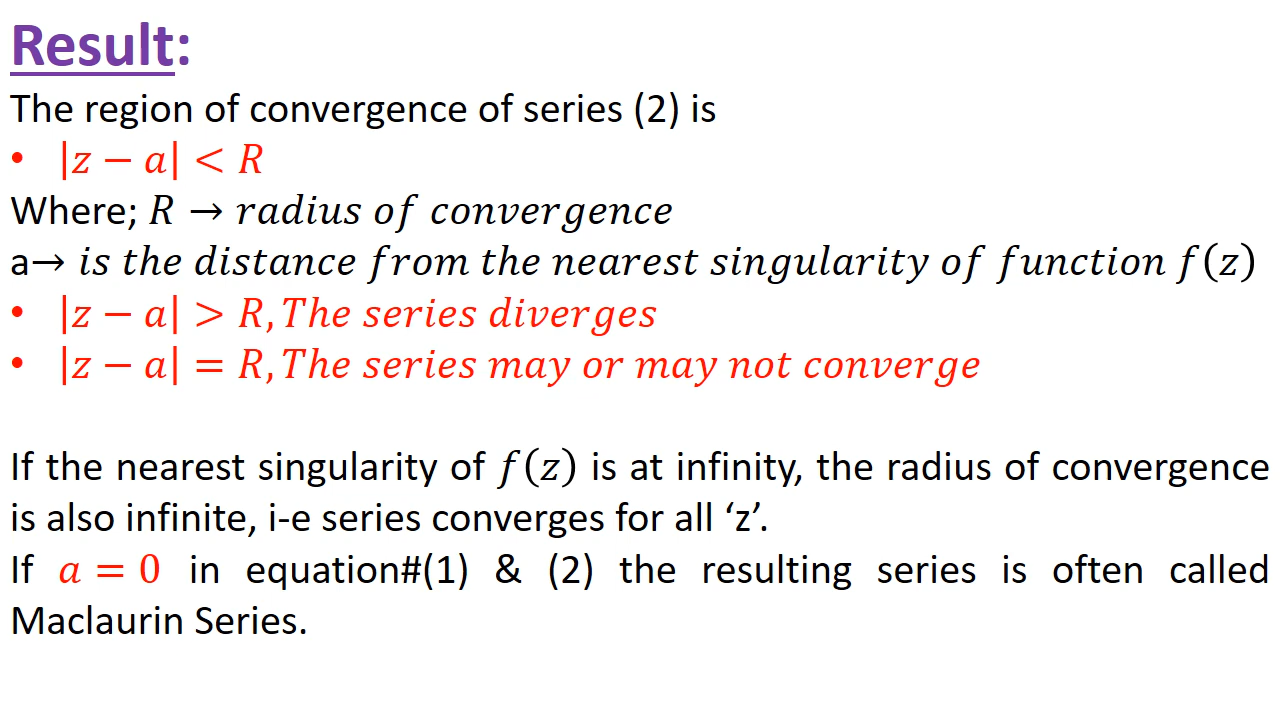 Result:
The region of convergence of series (2) is
• |z − a| < R
Where; R → radius of convergence
a→ is the distance from the nearest singularity of function f(z)
• |z − a| > R, The series diverges
• |z − a| = R, The series may or may not converge
If the nearest singularity of f(z) is at infinity, the radius of convergence
is also infinite, i-e series converges for all ‘z’.
If a = 0 in equation#(1) & (2) the resulting series is often called
Maclaurin Series.